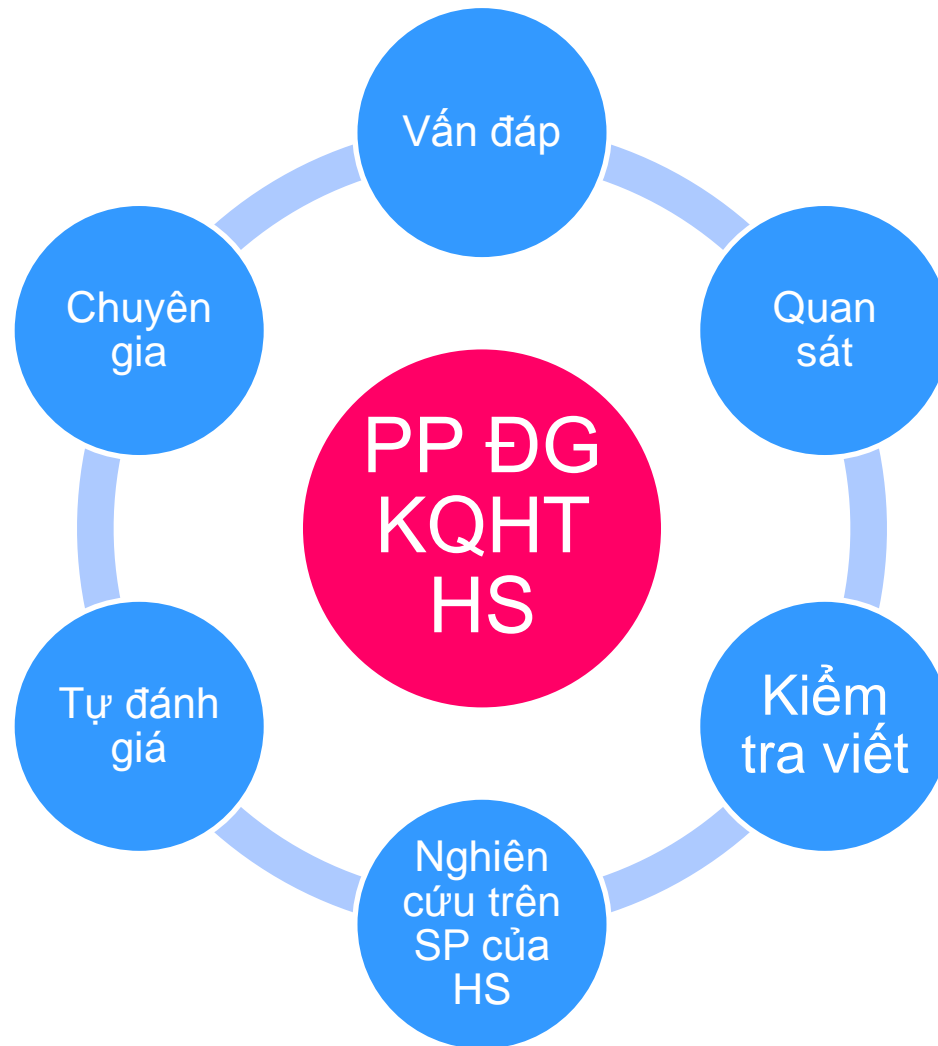 Vấn đáp
Quan
sát
Kiểm
tra viết
Nghiên
cứu trên
SP của
HS
Tự đánh
giá
Chuyên
gia
PP ĐG
KQHT
HS